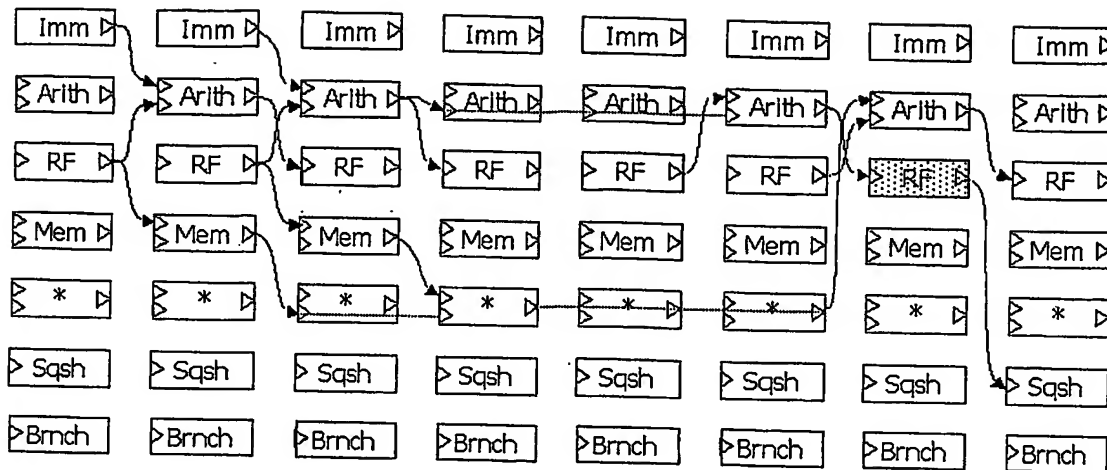 Imm Imm Imm Imm Imm Imm Imm Imm
Arith Arith Arith Arith Arith Arith Arith Arith
RF RF RF RF RF RF RF RF
Mem Mem Mem Mem Mem Mem Mem Mem
* * * * * * * *
Sqsh Sqsh Sqsh Sqsh Sqsh Sqsh Sqsh Sqsh
Brnch Brnch Brnch Brnch Brnch Brnch Brnch Brnch